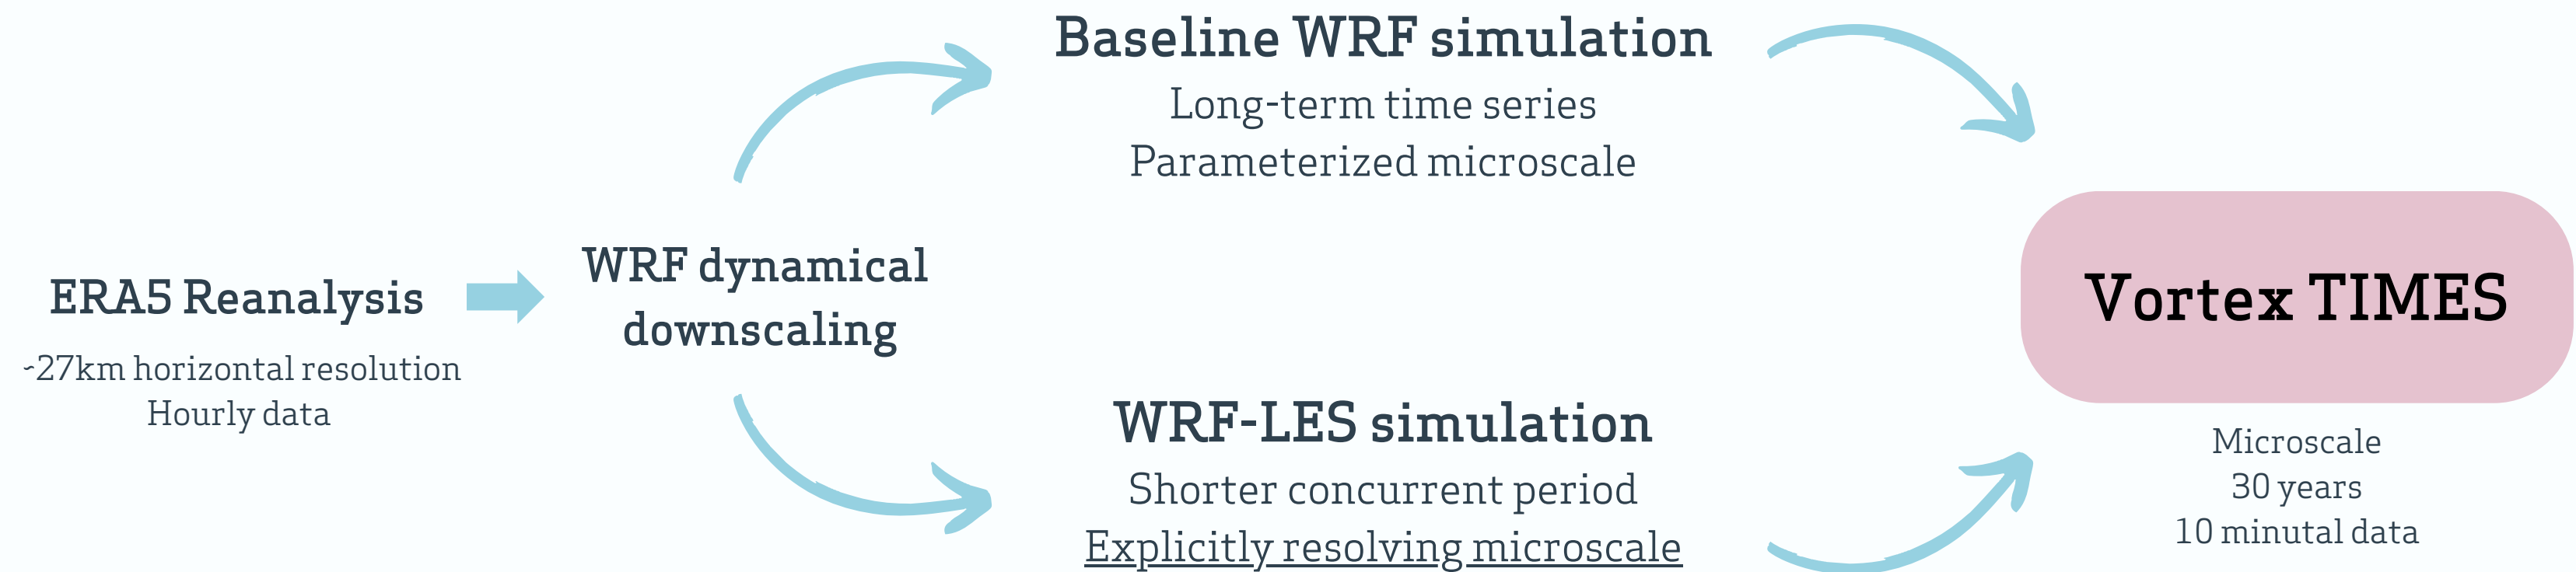 ERA5 Reanalysis
~27km horizontal resolution
Hourly data
WRF dynamical
downscaling
Baseline WRF simulation
Long-term time series
Parameterized microscale
WRF-LES simulation
Shorter concurrent period
Explicitly resolving microscale
Vortex TIMES
Microscale
30 years
10 minutal data